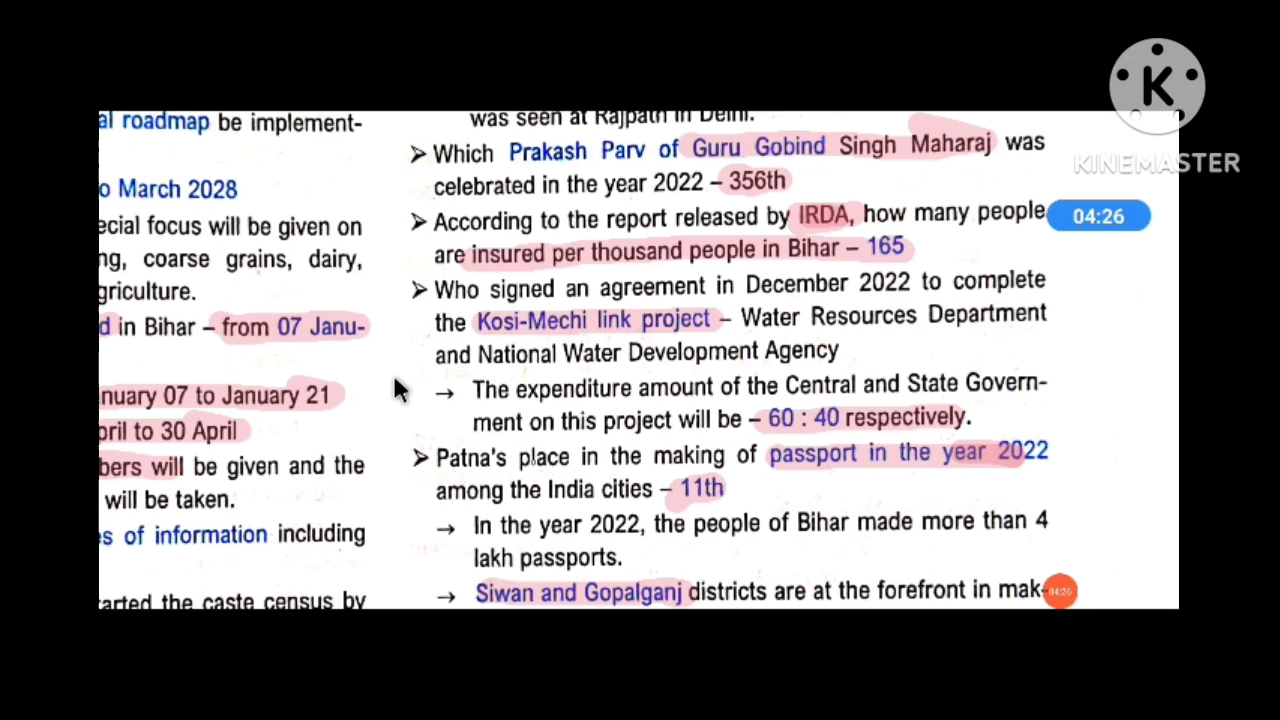 al roadmap be implement-
o March 2028
ecial focus will be given on
ng, coarse grains, dairy,
griculture.
d in Bihar – from 07 Janu-
nuary 07 to January 21
pril to 30 April
bers will be given and the
will be taken.
s of information including
arted the caste census by
was seen at Rajpath in Delhi.
➢ Which Prakash Parv of Guru Gobind Singh Maharaj was
celebrated in the year 2022 – 356th
➢ According to the report released by IRDA, how many people
are insured per thousand people in Bihar – 165
➢ Who signed an agreement in December 2022 to complete
the Kosi-Mechi link project – Water Resources Department
and National Water Development Agency
→ The expenditure amount of the Central and State Govern-
ment on this project will be – 60 : 40 respectively.
➢ Patna's place in the making of passport in the year 2022
among the India cities – 11th
→ In the year 2022, the people of Bihar made more than 4
lakh passports.
→ Siwan and Gopalganj districts are at the forefront in mak-
K
KINEMASTER
04:26
04:26